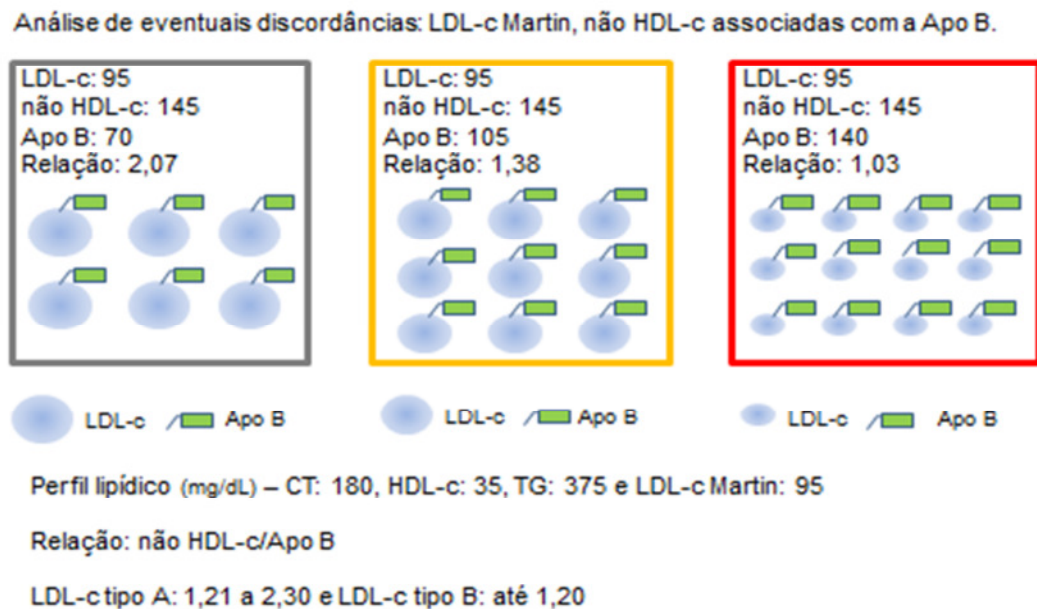 Análise de eventuais discordâncias: LDL-c Martin, não HDL-c associadas com a Apo B.
LDL-c: 95
não HDL-c: 145
Apo B: 70
Relação: 2,07
LDL-c: 95
não HDL-c: 145
Apo B: 105
Relação: 1,38
LDL-c: 95
não HDL-c: 145
Apo B: 140
Relação: 1,03
LDL-c Apo B
LDL-c Apo B
LDL-c Apo B
Perfil lipídico (mg/dL) – CT: 180, HDL-c: 35, TG: 375 e LDL-c Martin: 95
Relação: não HDL-c/Apo B
LDL-c tipo A: 1,21 a 2,30 e LDL-c tipo B: até 1,20